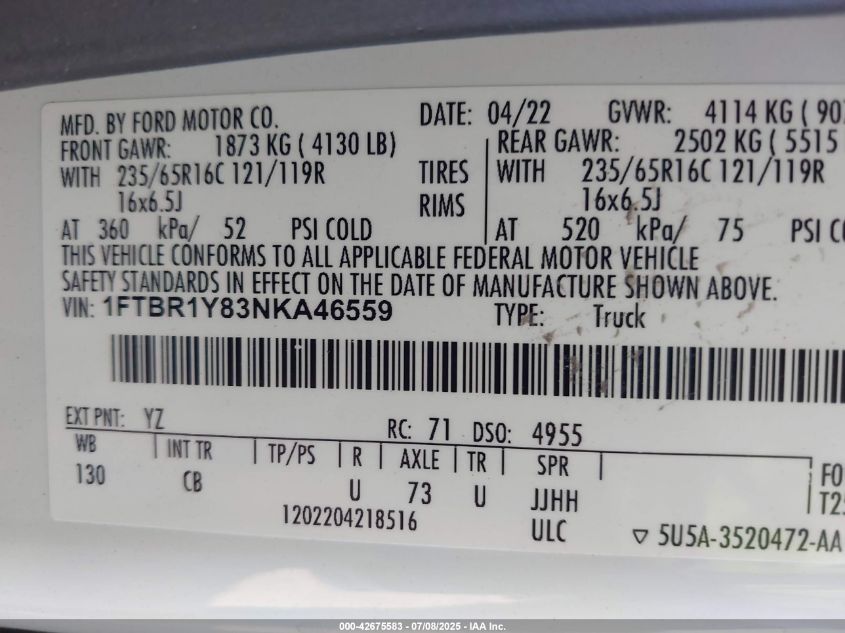 MFD. BY FORD MOTOR CO. DATE: 04/22 GVWR: 4114 KG (
FRONT GAWR: 1873 KG ( 4130 LB) REAR GAWR: 2502 KG ( 5515
WITH 235/65R16C 121/119R TIRES WITH 235/65R16C 121/119R
16x6.5J RIMS 16x6.5J
AT 360 kPa/ 52 PSI COLD AT 520 kPa/ 75 PSI
THIS VEHICLE CONFORMS TO ALL APPLICABLE FEDERAL MOTOR VEHICLE
SAFETY STANDARDS IN EFFECT ON THE DATE OF MANUFACTURE SHOWN ABOVE.
VIN: 1FTBR1Y83NKA46559 TYPE: Truck
EXT PNT: YZ RC: 71 DSO: 4955
WB INT TR TP/PS R AXLE TR SPR
130 CB U 73 U JJHH
1202204218516 ULC
▽ 5U5A-3520472-AA
000-42675583 - 07/08/2025 - IAA Inc.